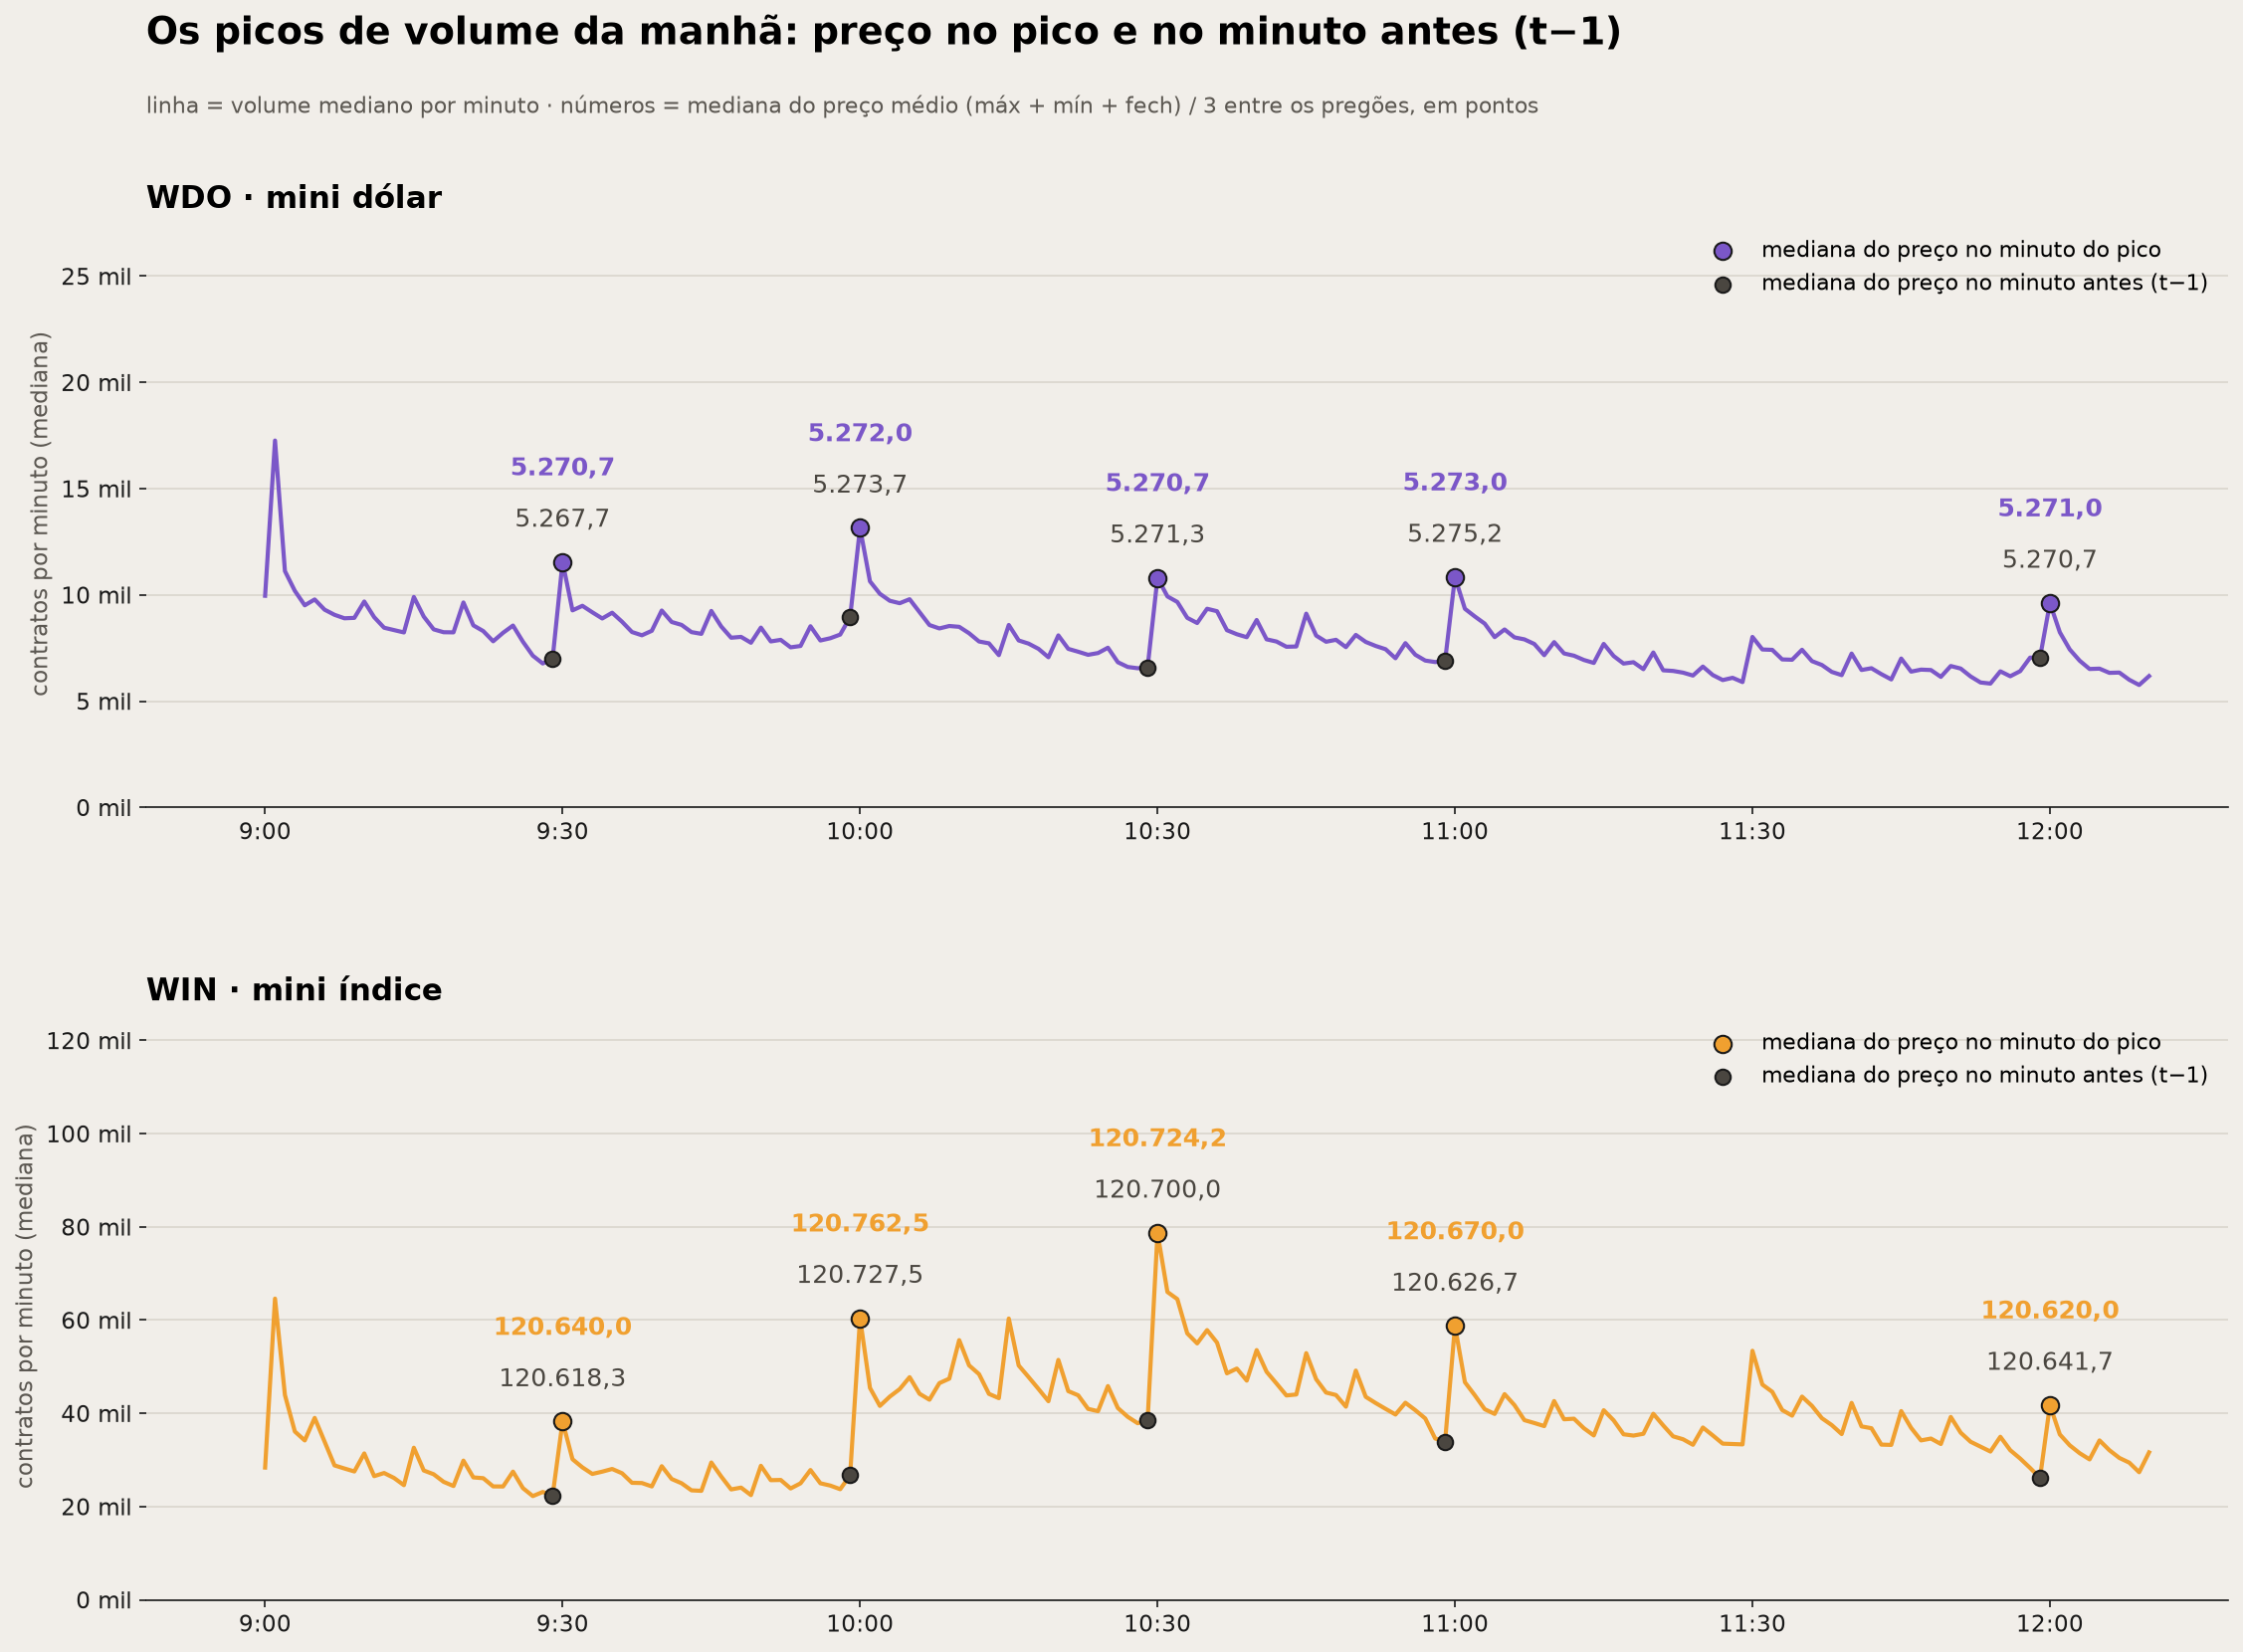 Os picos de volume da manhã: preço no pico e no minuto antes (t−1)
linha = volume mediano por minuto · números = mediana do preço médio (máx + mín + fech) / 3 entre os pregões, em pontos
WDO · mini dólar
mediana do preço no minuto do pico
mediana do preço no minuto antes (t−1)
contratos por minuto (mediana)
25 mil
20 mil
15 mil
10 mil
5 mil
0 mil
5.270,7
5.267,7
5.272,0
5.273,7
5.270,7
5.271,3
5.273,0
5.275,2
5.271,0
5.270,7
9:00
9:30
10:00
10:30
11:00
11:30
12:00
WIN · mini índice
mediana do preço no minuto do pico
mediana do preço no minuto antes (t−1)
contratos por minuto (mediana)
120 mil
100 mil
80 mil
60 mil
40 mil
20 mil
0 mil
120.640,0
120.618,3
120.762,5
120.727,5
120.724,2
120.700,0
120.670,0
120.626,7
120.620,0
120.641,7
9:00
9:30
10:00
10:30
11:00
11:30
12:00